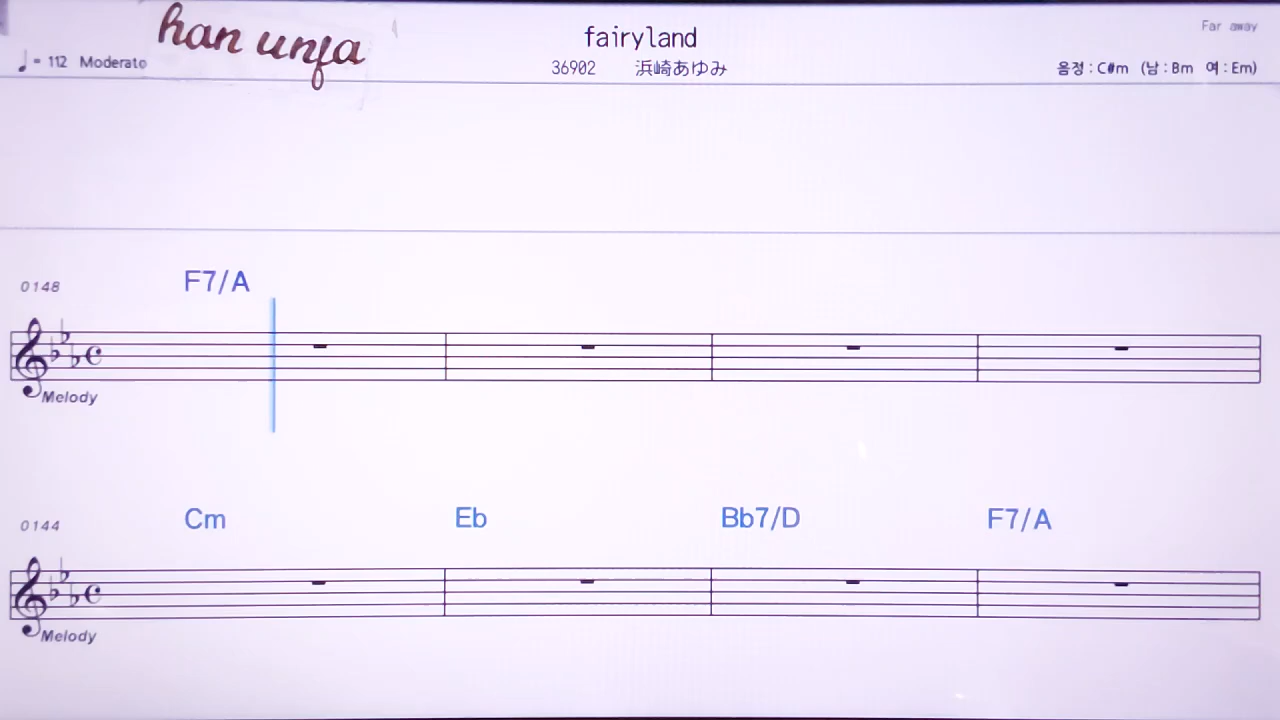 han unfa
fairyland
Far away
♩= 112 Moderato
36902 浜崎あゆみ
음정 : C#m (남 : Bm 여 : Em)
0148
F7/A
Melody
0144
Cm Eb Bb7/D F7/A
Melody